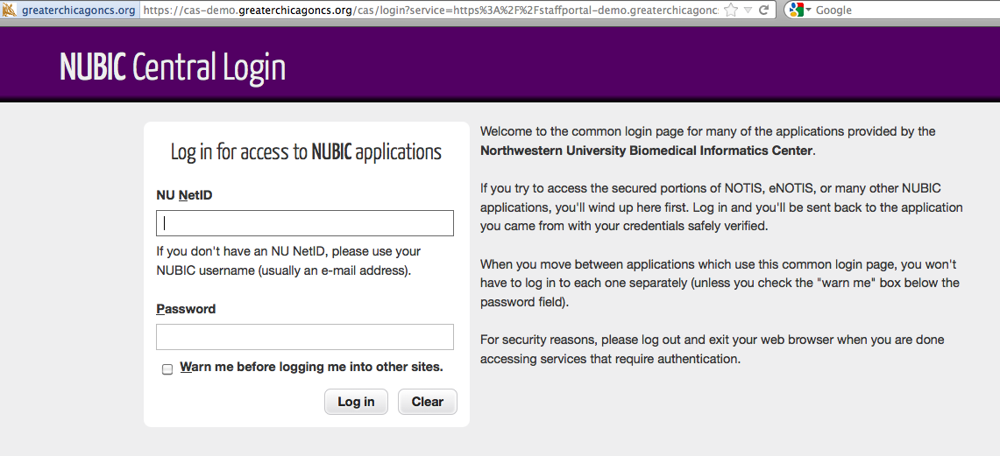 greaterchicagoncs.org https://cas-demo.greaterchicagoncs.org/cas/login?service=https%3A%2F%2Fstaffportal-demo.greaterchicagoncs Google
NUBIC Central Login
Log in for access to NUBIC applications
NU NetID
If you don't have an NU NetID, please use your
NUBIC username (usually an e-mail address).
Password
Warn me before logging me into other sites.
Log in Clear
Welcome to the common login page for many of the applications provided by the
Northwestern University Biomedical Informatics Center.
If you try to access the secured portions of NOTIS, eNOTIS, or many other NUBIC
applications, you'll wind up here first. Log in and you'll be sent back to the application
you came from with your credentials safely verified.
When you move between applications which use this common login page, you won't
have to log in to each one separately (unless you check the "warn me" box below the
password field).
For security reasons, please log out and exit your web browser when you are done
accessing services that require authentication.